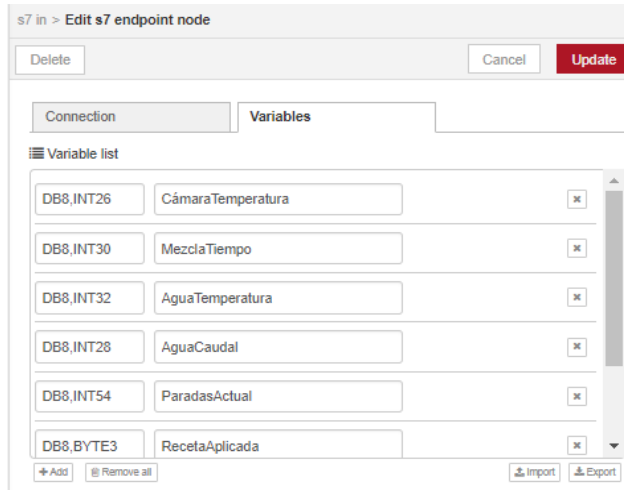 s7 in > Edit s7 endpoint node
Delete Cancel Update
Connection Variables
Variable list
DB8,INT26 CámaraTemperatura
DB8,INT30 MezclaTiempo
DB8,INT32 AguaTemperatura
DB8,INT28 AguaCaudal
DB8,INT54 ParadasActual
DB8,BYTE3 RecetaAplicada
+ Add Remove all Import Export